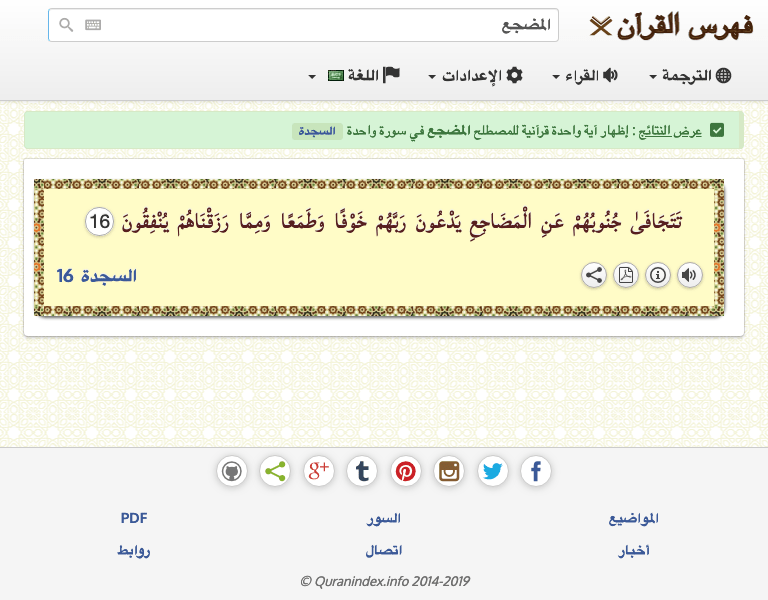 فهرس القرآن
المضجع
الترجمة
القراء
الإعدادات
اللغة
عرض النتائج : إظهار آية واحدة قرآنية للمصطلح المضجع في سورة واحدة السجدة
تَتَجَافَىٰ جُنُوبُهُمْ عَنِ الْمَضَاجِعِ يَدْعُونَ رَبَّهُمْ خَوْفًا وَطَمَعًا وَمِمَّا رَزَقْنَاهُمْ يُنْفِقُونَ 16
السجدة 16
المواضيع
السور
PDF
أخبار
اتصال
روابط
© Quranindex.info 2014-2019